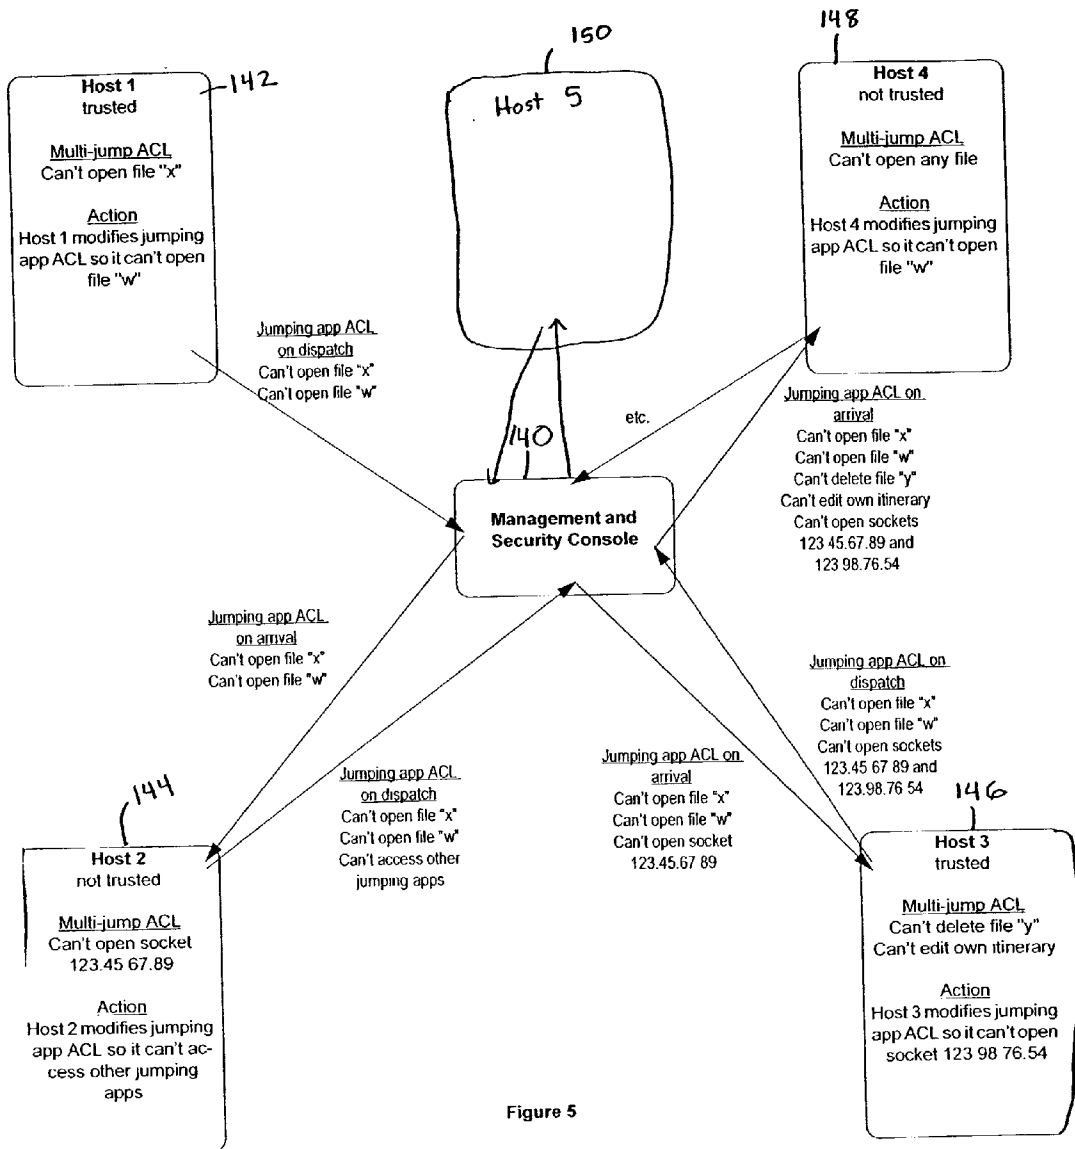 150
148
Host 1
trusted
142
Multi-jump ACL
Can't open file "x"
Action
Host 1 modifies jumping
app ACL so it can't open
file "w"
Host 5
Host 4
not trusted
Multi-jump ACL
Can't open any file
Action
Host 4 modifies jumping
app ACL so it can't open
file "w"
Jumping app ACL
on dispatch
Can't open file "x"
Can't open file "w"
etc.
140
Management and
Security Console
Jumping app ACL on
arrival
Can't open file "x"
Can't open file "w"
Can't delete file "y"
Can't edit own itinerary
Can't open sockets
123 45.67.89 and
123 98.76.54
Jumping app ACL
on arrival
Can't open file "x"
Can't open file "w"
Jumping app ACL
on dispatch
Can't open file "x"
Can't open file "w"
Can't access other
jumping apps
Jumping app ACL on
arrival
Can't open file "x"
Can't open file "w"
Can't open socket
123.45.67 89
Jumping app ACL on
dispatch
Can't open file "x"
Can't open file "w"
Can't open sockets
123.45 67 89 and
123.98.76 54
144
Host 2
not trusted
Multi-jump ACL
Can't open socket
123.45 67.89
Action
Host 2 modifies jumping
app ACL so it can't ac-
cess other jumping
apps
146
Host 3
trusted
Multi-jump ACL
Can't delete file "y"
Can't edit own itinerary
Action
Host 3 modifies jumping
app ACL so it can't open
socket 123 98 76.54
Figure 5